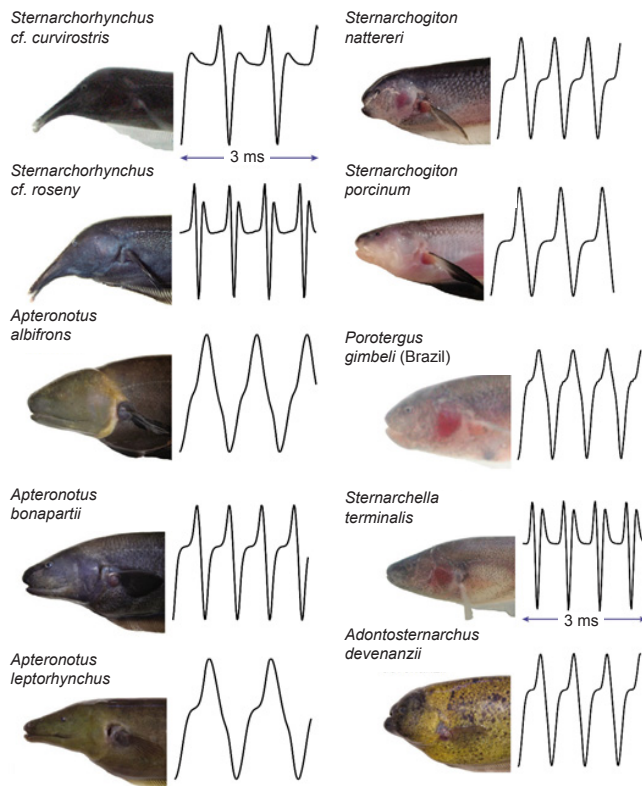 Sternarchorhynchus
cf. curvirostris
3 ms
Sternarchorhynchus
cf. roseny
Apteronotus
albifrons
Apteronotus
bonapartii
Apteronotus
leptorhynchus
Sternarchogiton
nattereri
Sternarchogiton
porcinum
Porotergus
gimbeli (Brazil)
Sternarchella
terminalis
3 ms
Adontosternarchus
devenanzii